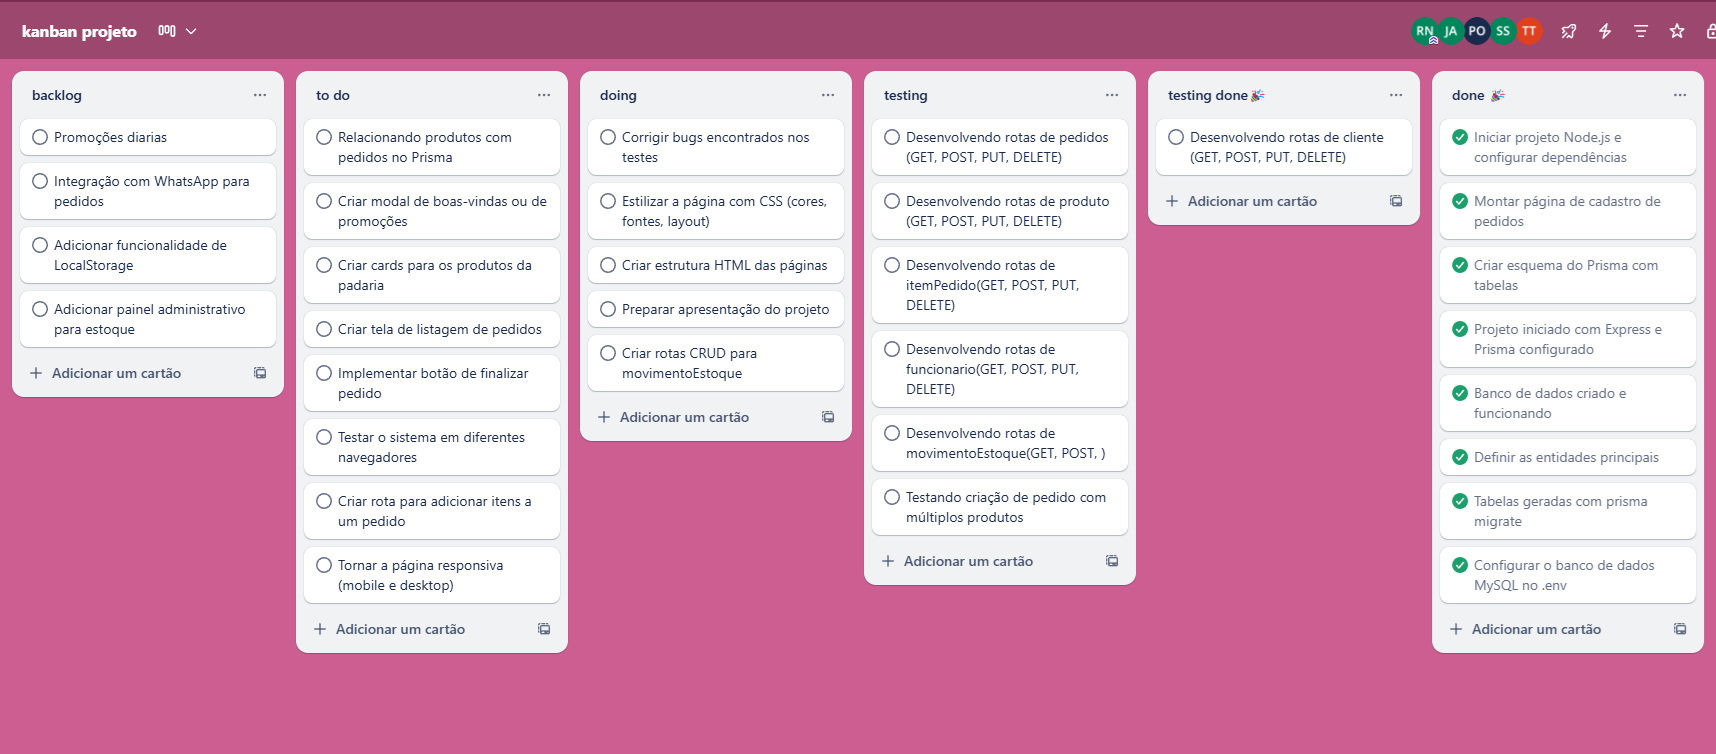 kanban projeto
RN JA PO SS TT
backlog
Promoções diarias
Integração com WhatsApp para
pedidos
Adicionar funcionalidade de
LocalStorage
Adicionar painel administrativo
para estoque
Adicionar um cartão
to do
Relacionando produtos com
pedidos no Prisma
Criar modal de boas-vindas ou de
promoções
Criar cards para os produtos da
padaria
Criar tela de listagem de pedidos
Implementar botão de finalizar
pedido
Testar o sistema em diferentes
navegadores
Criar rota para adicionar itens a
um pedido
Tornar a página responsiva
(mobile e desktop)
Adicionar um cartão
doing
Corrigir bugs encontrados nos
testes
Estilizar a página com CSS (cores,
fontes, layout)
Criar estrutura HTML das páginas
Preparar apresentação do projeto
Criar rotas CRUD para
movimentoEstoque
Adicionar um cartão
testing
Desenvolvendo rotas de pedidos
(GET, POST, PUT, DELETE)
Desenvolvendo rotas de produto
(GET, POST, PUT, DELETE)
Desenvolvendo rotas de
itemPedido(GET, POST, PUT,
DELETE)
Desenvolvendo rotas de
funcionario(GET, POST, PUT,
DELETE)
Desenvolvendo rotas de
movimentoEstoque(GET, POST, )
Testando criação de pedido com
múltiplos produtos
Adicionar um cartão
testing done🎉
Desenvolvendo rotas de cliente
(GET, POST, PUT, DELETE)
Adicionar um cartão
done 🎉
Iniciar projeto Node.js e
configurar dependências
Montar página de cadastro de
pedidos
Criar esquema do Prisma com
tabelas
Projeto iniciado com Express e
Prisma configurado
Banco de dados criado e
funcionando
Definir as entidades principais
Tabelas geradas com prisma
migrate
Configurar o banco de dados
MySQL no .env
Adicionar um cartão